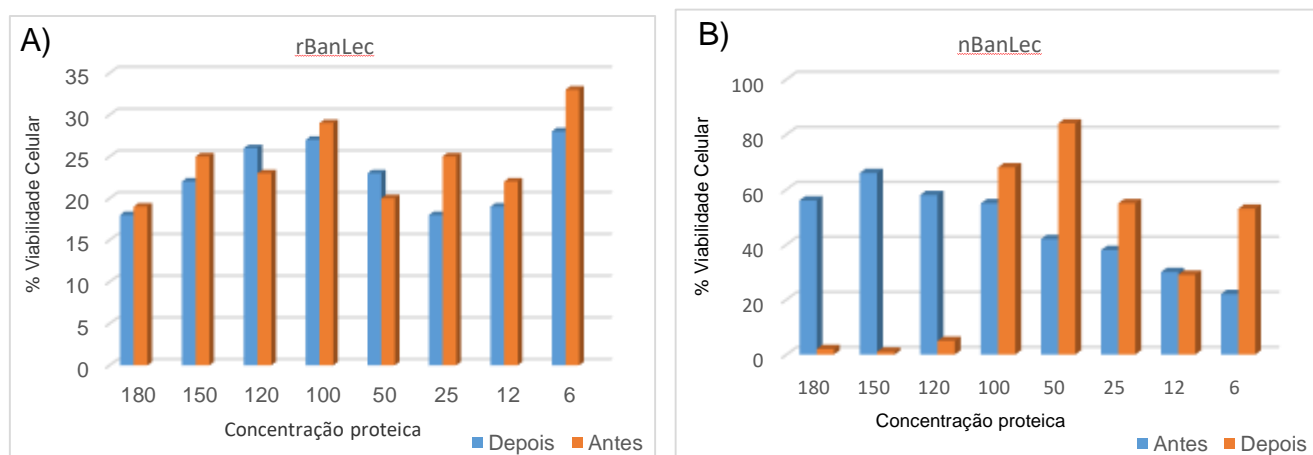 A)
rBanLec
% Viabilidade Celular
35
30
25
20
15
10
5
0
180 150 120 100 50 25 12 6
Concentração proteica
Depois Antes
B)
nBanLec
% Viabilidade Celular
100
80
60
40
20
0
180 150 120 100 50 25 12 6
Concentração proteica
Antes Depois